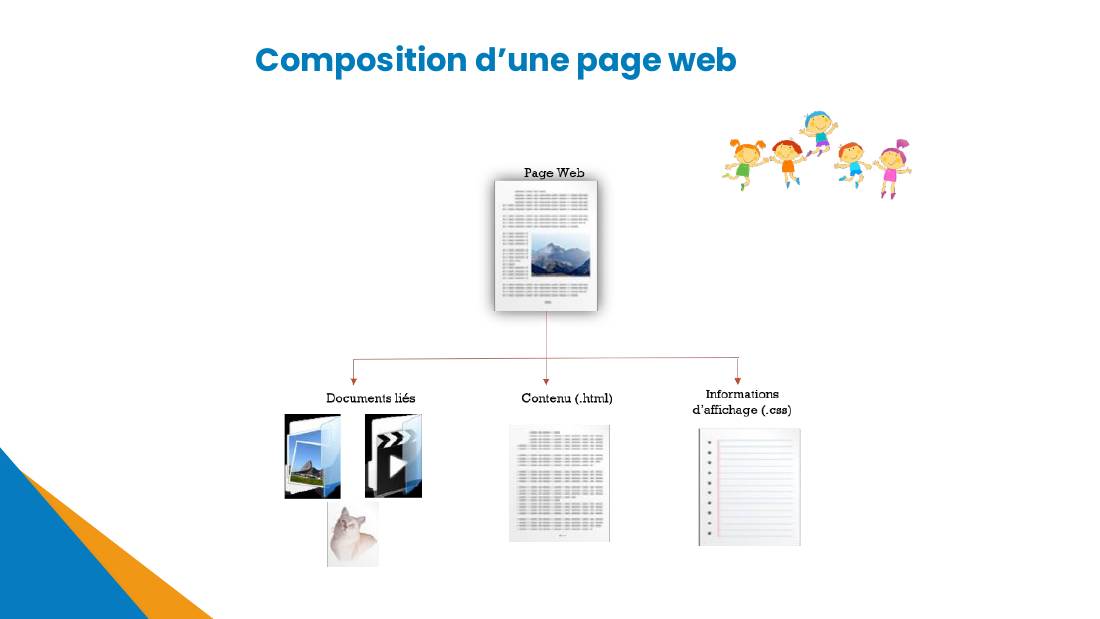 Composition d’une page web
Page Web
Documents liés
Contenu (.html)
Informations
d’affichage (.css)